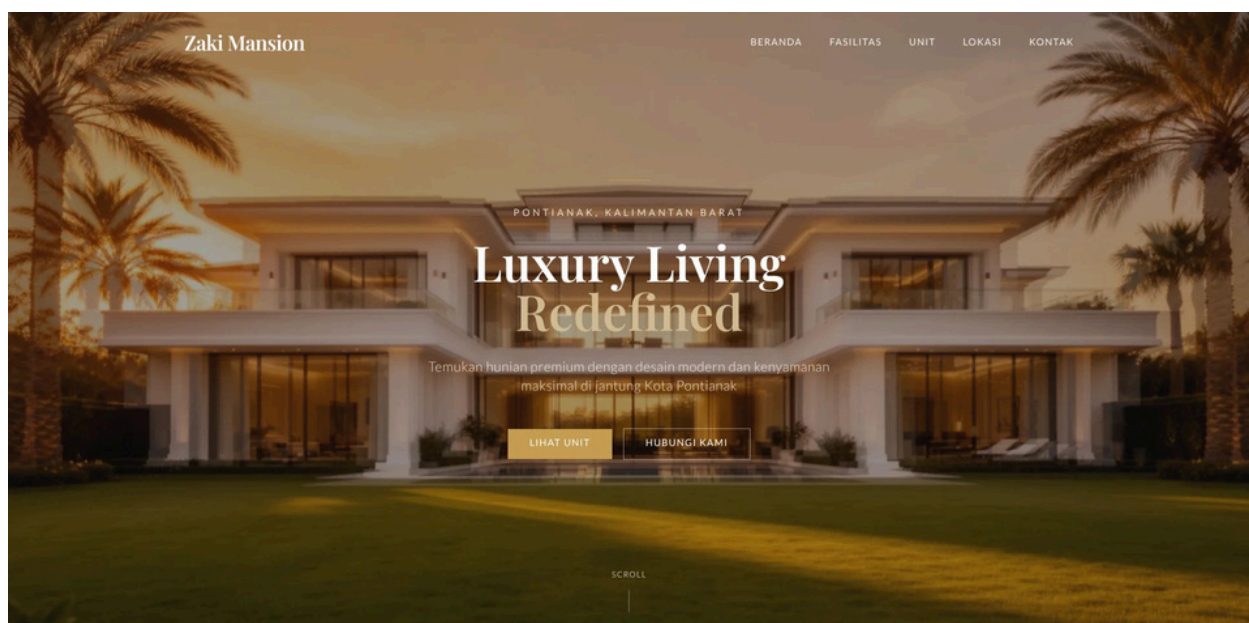 Zaki Mansion
BERANDA FASILITAS UNIT LOKASI KONTAK
PONTIANAK, KALIMANTAN BARAT
Luxury Living
Redefined
Temukan hunian premium dengan desain modern dan kenyamanan
maksimal di jantung Kota Pontianak
LIHAT UNIT HUBUNGI KAMI
SCROLL